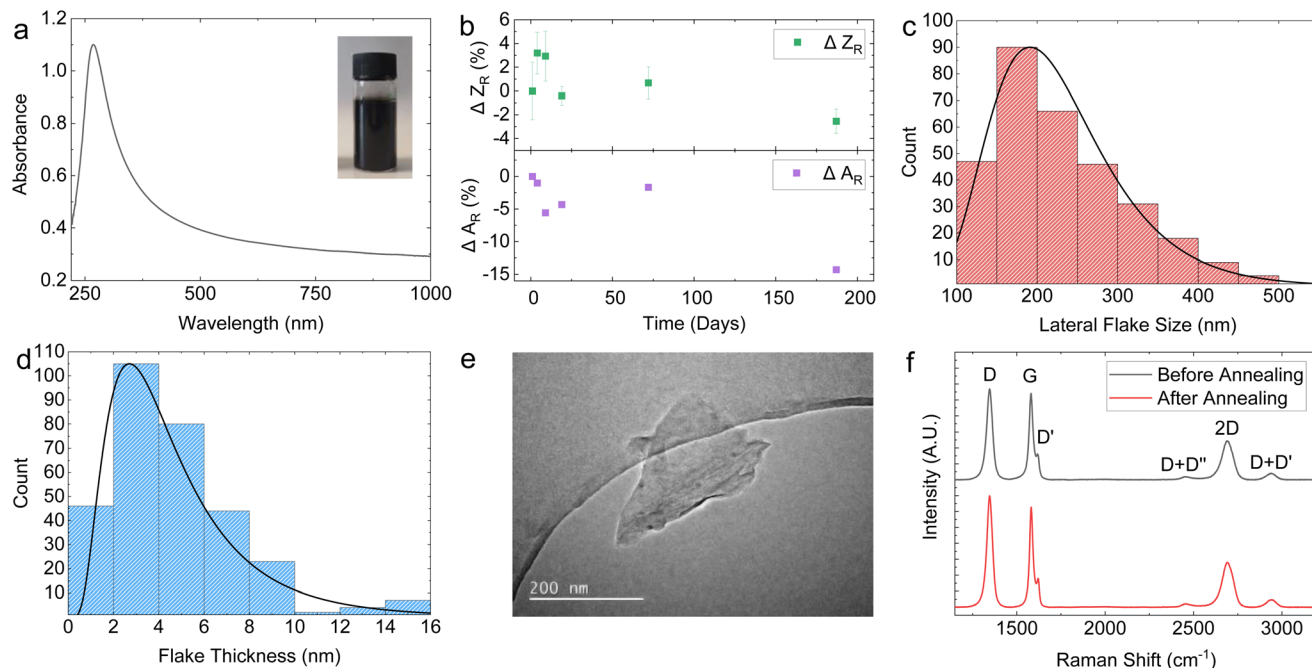 a
1.2
1.0
0.8
0.6
0.4
0.2
250
500
750
1000
Absorbance
Wavelength (nm)
b
6
4
2
0
-2
-4
Δ Z_R (%)
Δ Z_R
0
-5
-10
-15
Δ A_R (%)
Δ A_R
0
50
100
150
200
Time (Days)
c
100
90
80
70
60
50
40
30
20
10
Count
100
200
300
400
500
Lateral Flake Size (nm)
d
110
100
90
80
70
60
50
40
30
20
10
Count
0
2
4
6
8
10
12
14
16
Flake Thickness (nm)
e
200 nm
f
Before Annealing
After Annealing
D
G
D'
D+D''
2D
D+D'
Intensity (A.U.)
1500
2000
2500
3000
Raman Shift (cm⁻¹)